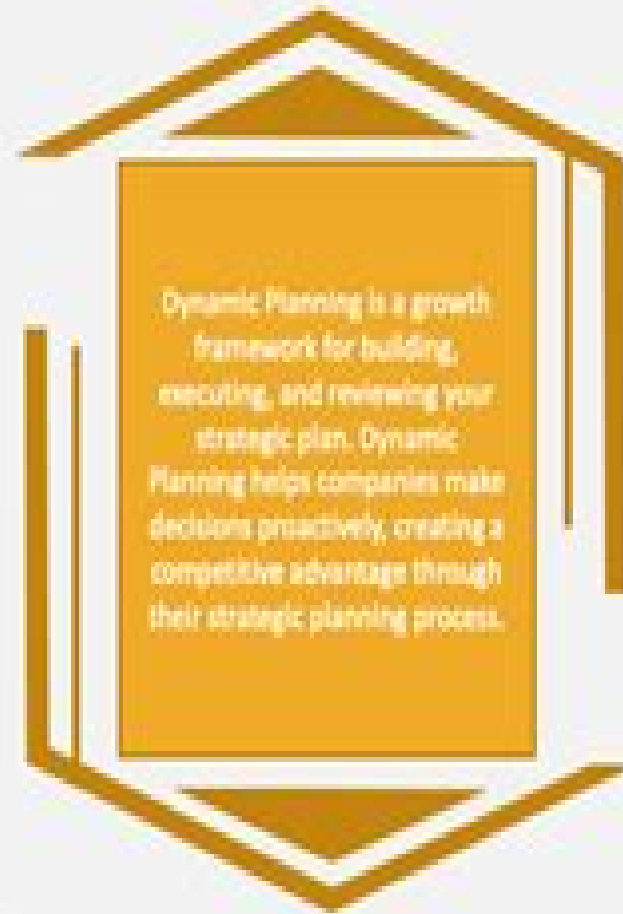 Dynamic Planning is a growth
framework for building,
executing, and reviewing your
strategic plan. Dynamic
Planning helps companies make
decisions proactively, creating a
competitive advantage through
their strategic planning process.